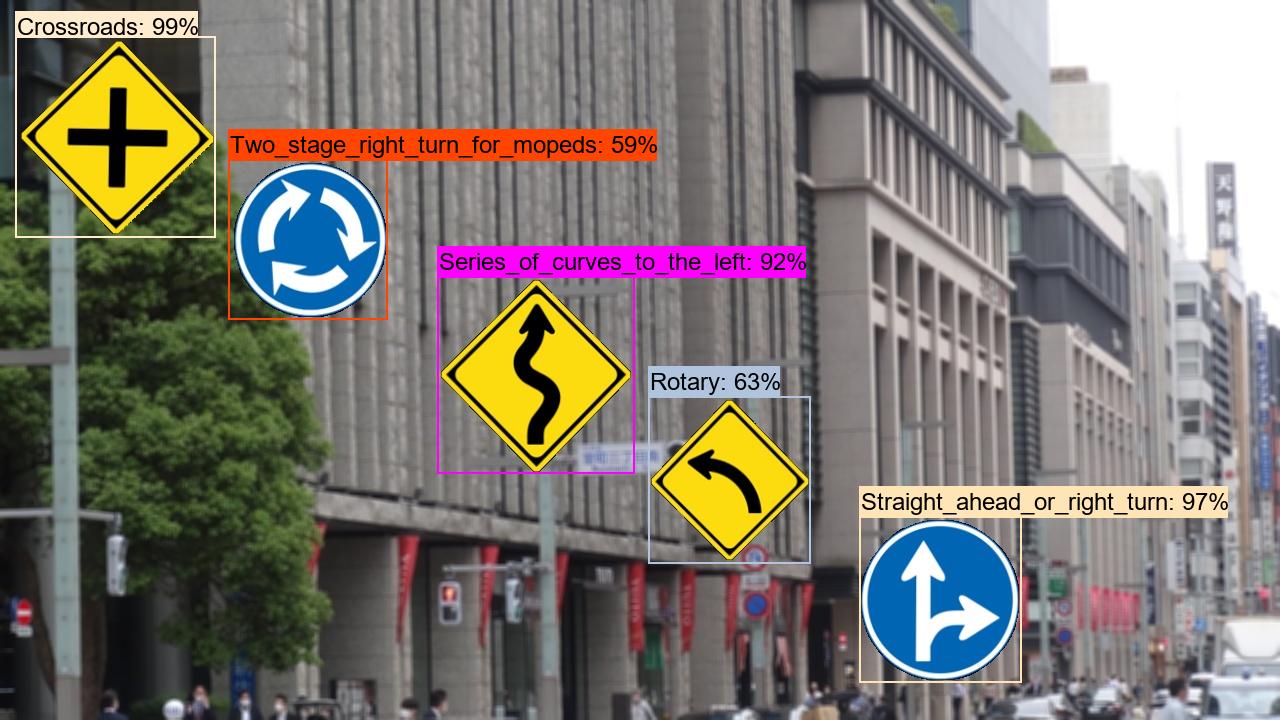 Crossroads: 99%
Two_stage_right_turn_for_mopeds: 59%
Series_of_curves_to_the_left: 92%
Rotary: 63%
Straight_ahead_or_right_turn: 97%